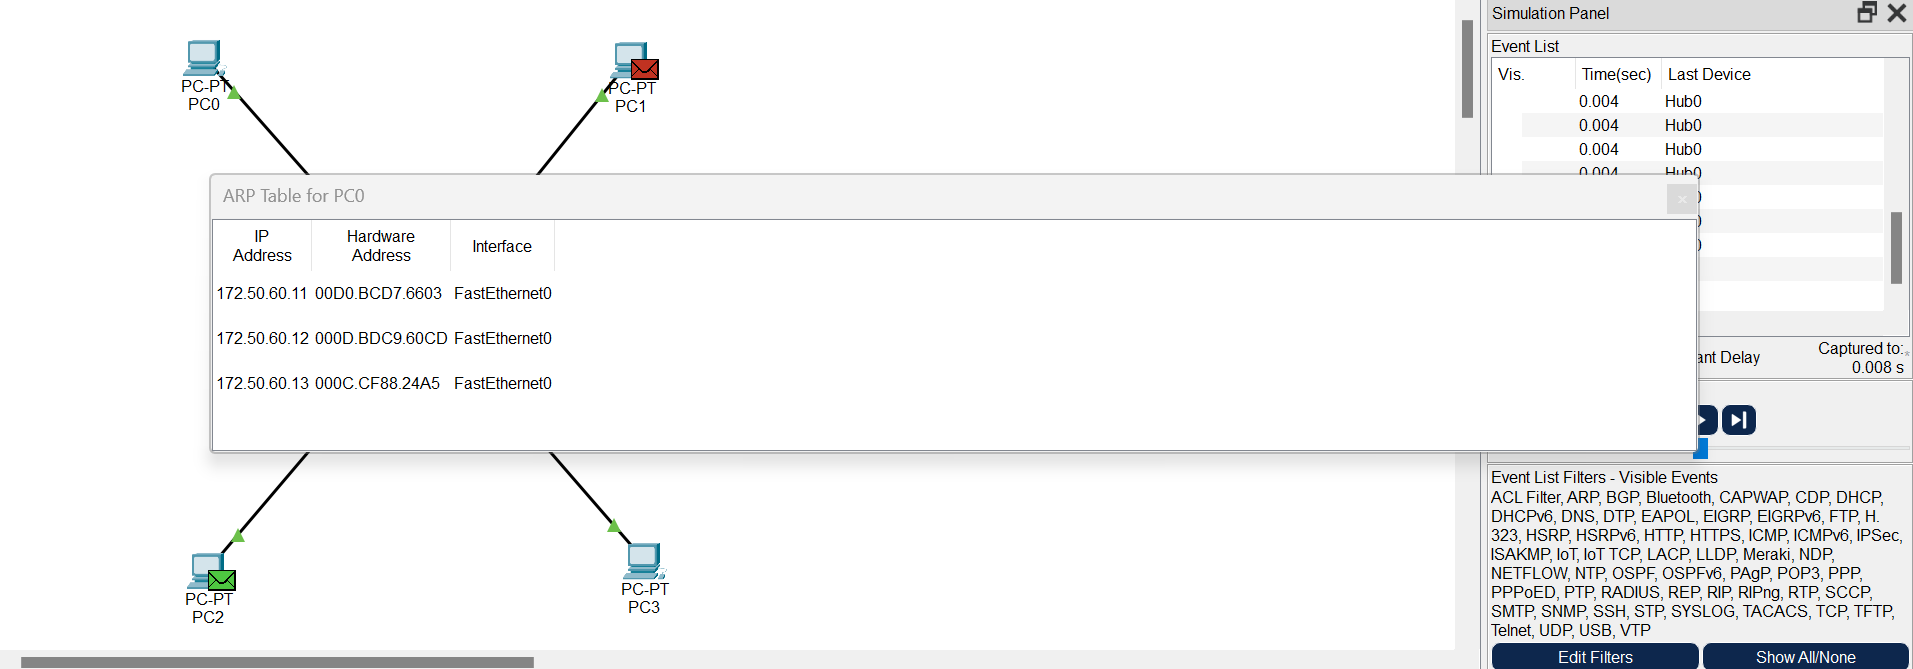 PC-PT
PC0
PC-PT
PC1
ARP Table for PC0
IP Address
Hardware Address
Interface
172.50.60.11 00D0.BCD7.6603 FastEthernet0
172.50.60.12 000D.BDC9.60CD FastEthernet0
172.50.60.13 000C.CF88.24A5 FastEthernet0
PC-PT
PC2
PC-PT
PC3
Simulation Panel
Event List
Vis. Time(sec) Last Device
0.004 Hub0
0.004 Hub0
0.004 Hub0
0.004 Hub0
Delay
Captured to:
0.008 s
Event List Filters - Visible Events
ACL Filter, ARP, BGP, Bluetooth, CAPWAP, CDP, DHCP,
DHCPv6, DNS, DTP, EAPOL, EIGRP, EIGRPv6, FTP, H.
323, HSRP, HSRPv6, HTTP, HTTPS, ICMP, ICMPv6, IPSec,
ISAKMP, IoT, IoT TCP, LACP, LLDP, Meraki, NDP,
NETFLOW, NTP, OSPF, OSPFv6, PAgP, POP3, PPP,
PPPoED, PTP, RADIUS, REP, RIP, RIPng, RTP, SCCP,
SMTP, SNMP, SSH, STP, SYSLOG, TACACS, TCP, TFTP,
Telnet, UDP, USB, VTP
Edit Filters
Show All/None